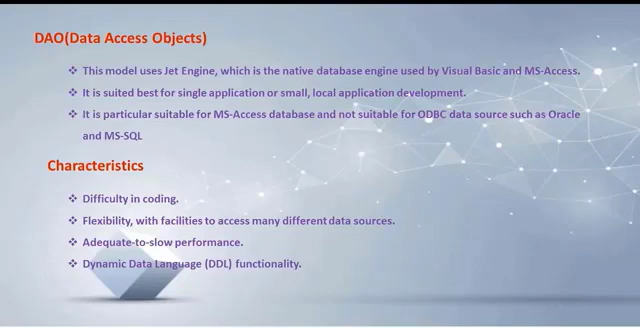 DAO(Data Access Objects)
❖ This model uses Jet Engine, which is the native database engine used by Visual Basic and MS-Access.
❖ It is suited best for single application or small, local application development.
❖ It is particular suitable for MS-Access database and not suitable for ODBC data source such as Oracle
and MS-SQL
Characteristics
❖ Difficulty in coding.
❖ Flexibility, with facilities to access many different data sources.
❖ Adequate-to-slow performance.
❖ Dynamic Data Language (DDL) functionality.